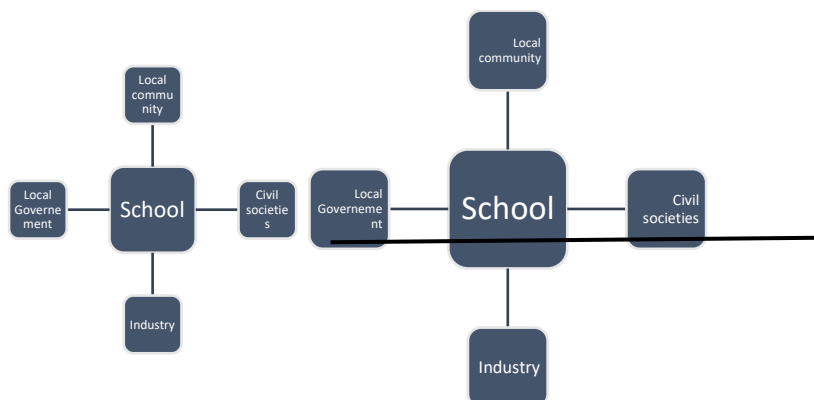 Local
commu
nity
Local
Governe
ment
School
Civil
societie
s
Industry
Local
community
Local
Governeme
nt
School
Civil
societies
Industry